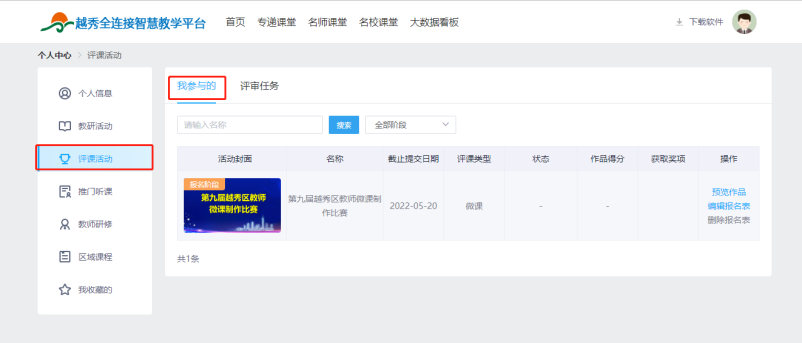 越秀全连接智慧教学平台 首页 专递课堂 名师课堂 名校课堂 大数据看板 下载软件
个人中心 > 评课活动
个人信息
教研活动
评课活动
推门听课
教师研修
区域课程
我收藏的
我参与的 评审任务
请输入名称 搜索 全部阶段
活动封面 名称 截止提交日期 评课类型 状态 作品得分 获取奖项 操作
报名阶段
第九届越秀区教师
微课制作比赛
第九届越秀区教师微课制
作比赛
2022-05-20 微课 - -
预览作品
编辑报名表
删除报名表
共1条